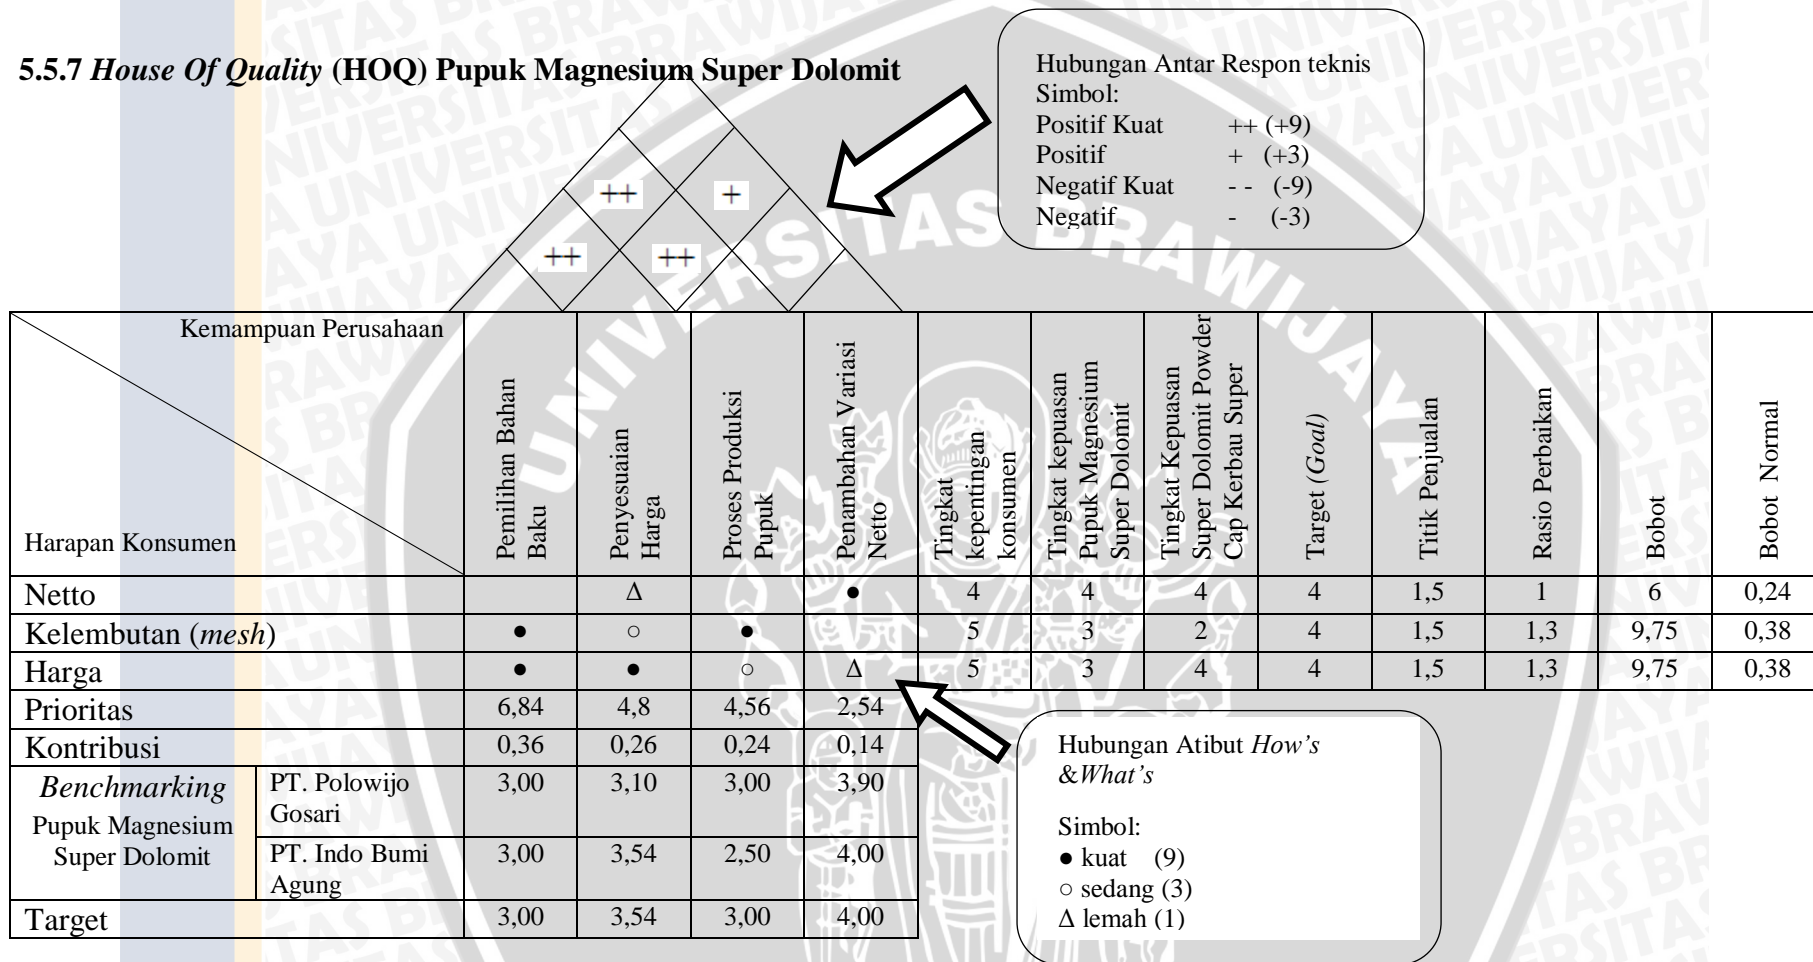 5.5.7 House Of Quality (HOQ) Pupuk Magnesium Super Dolomit
Hubungan Antar Respon teknis
Simbol:
Positif Kuat ++ (+9)
Positif + (+3)
Negatif Kuat - - (-9)
Negatif - (-3)
++ +
++ ++
UNIVERSITAS BRAWIJAYA
Kemampuan Perusahaan
Harapan Konsumen
Pemilihan Bahan
Baku
Penyesuaian
Harga
Proses Produksi
Pupuk
Penambahan Variasi
Netto
Tingkat
kepentingan
konsumen
Tingkat kepuasan
Pupuk Magnesium
Super Dolomit
Tingkat Kepuasan
Super Dolomit Powder
Cap Kerbau Super
Target (Goal)
Titik Penjualan
Rasio Perbaikan
Bobot
Bobot Normal
Netto Δ ● 4 4 4 4 1,5 1 6 0,24
Kelembutan (mesh) ● ○ ● 5 3 2 4 1,5 1,3 9,75 0,38
Harga ● ● ○ Δ 5 3 4 4 1,5 1,3 9,75 0,38
Prioritas 6,84 4,8 4,56 2,54
Kontribusi 0,36 0,26 0,24 0,14
Benchmarking
Pupuk Magnesium
Super Dolomit
PT. Polowijo
Gosari
3,00 3,10 3,00 3,90
PT. Indo Bumi
Agung
3,00 3,54 2,50 4,00
Target 3,00 3,54 3,00 4,00
Hubungan Atibut How's
&What's
Simbol:
● kuat (9)
○ sedang (3)
Δ lemah (1)